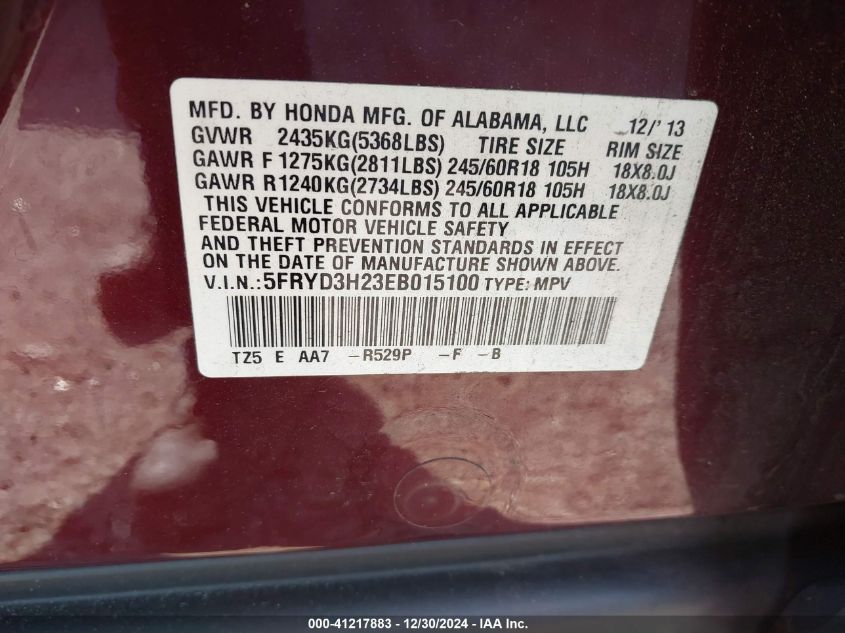 MFD. BY HONDA MFG. OF ALABAMA, LLC 12/'13
GVWR 2435KG(5368LBS) TIRE SIZE RIM SIZE
GAWR F 1275KG(2811LBS) 245/60R18 105H 18X8.0J
GAWR R1240KG(2734LBS) 245/60R18 105H 18X8.0J
THIS VEHICLE CONFORMS TO ALL APPLICABLE
FEDERAL MOTOR VEHICLE SAFETY
AND THEFT PREVENTION STANDARDS IN EFFECT
ON THE DATE OF MANUFACTURE SHOWN ABOVE.
V.I.N.:5FRYD3H23EB015100 TYPE: MPV
TZ5 E AA7 -R529P -F -B
000-41217883 - 12/30/2024 - IAA Inc.